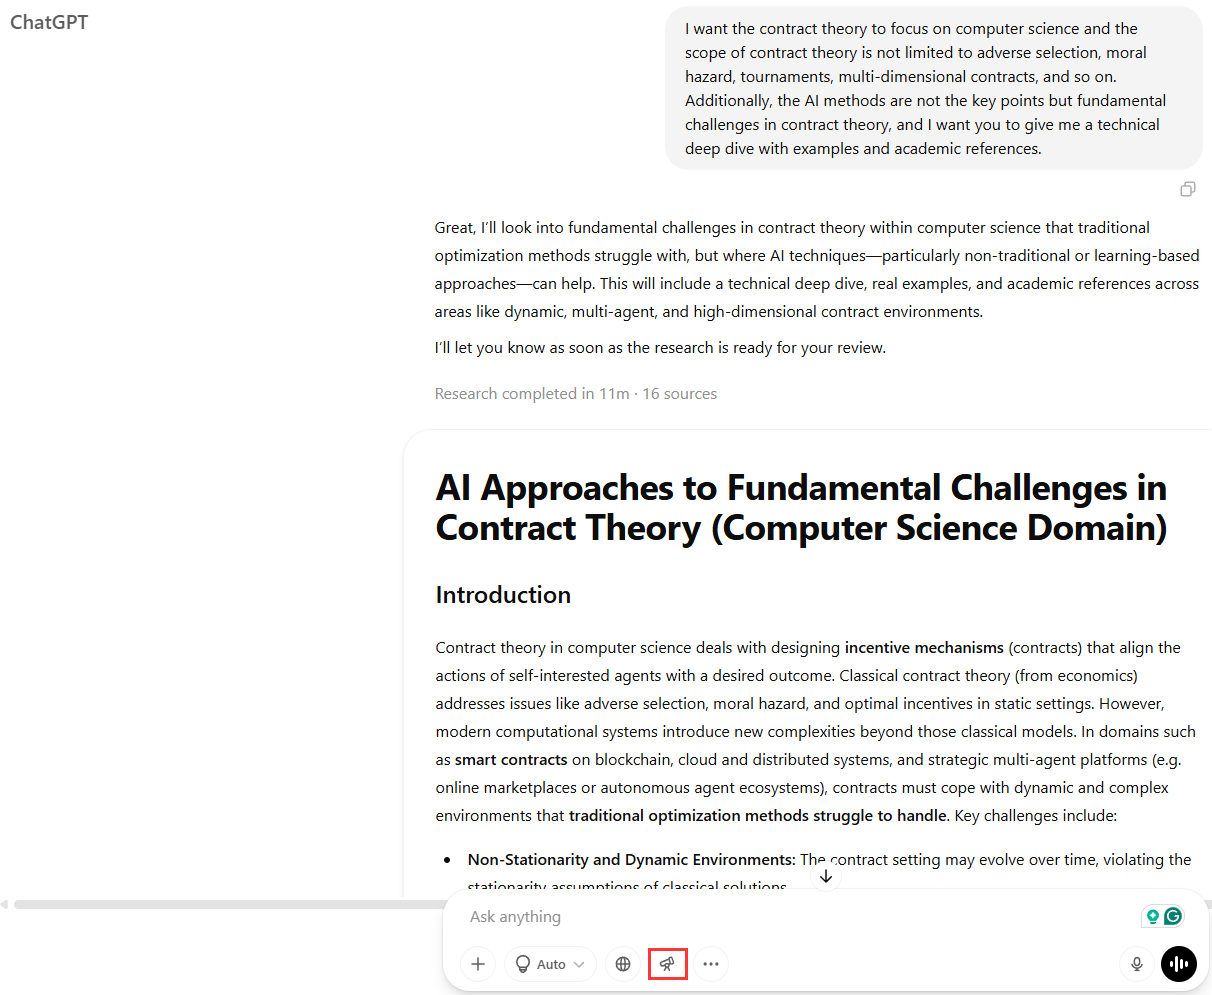 ChatGPT
I want the contract theory to focus on computer science and the
scope of contract theory is not limited to adverse selection, moral
hazard, tournaments, multi-dimensional contracts, and so on.
Additionally, the AI methods are not the key points but fundamental
challenges in contract theory, and I want you to give me a technical
deep dive with examples and academic references.
Great, I'll look into fundamental challenges in contract theory within computer science that traditional
optimization methods struggle with, but where AI techniques—particularly non-traditional or learning-based
approaches—can help. This will include a technical deep dive, real examples, and academic references across
areas like dynamic, multi-agent, and high-dimensional contract environments.
I'll let you know as soon as the research is ready for your review.
Research completed in 11m · 16 sources
AI Approaches to Fundamental Challenges in
Contract Theory (Computer Science Domain)
Introduction
Contract theory in computer science deals with designing incentive mechanisms (contracts) that align the
actions of self-interested agents with a desired outcome. Classical contract theory (from economics)
addresses issues like adverse selection, moral hazard, and optimal incentives in static settings. However,
modern computational systems introduce new complexities beyond those classical models. In domains such
as smart contracts on blockchain, cloud and distributed systems, and strategic multi-agent platforms (e.g.
online marketplaces or autonomous agent ecosystems), contracts must cope with dynamic and complex
environments that traditional optimization methods struggle to handle. Key challenges include:
• Non-Stationarity and Dynamic Environments: The contract setting may evolve over time, violating the
stationarity assumptions of classical solutions.
Ask anything
Auto